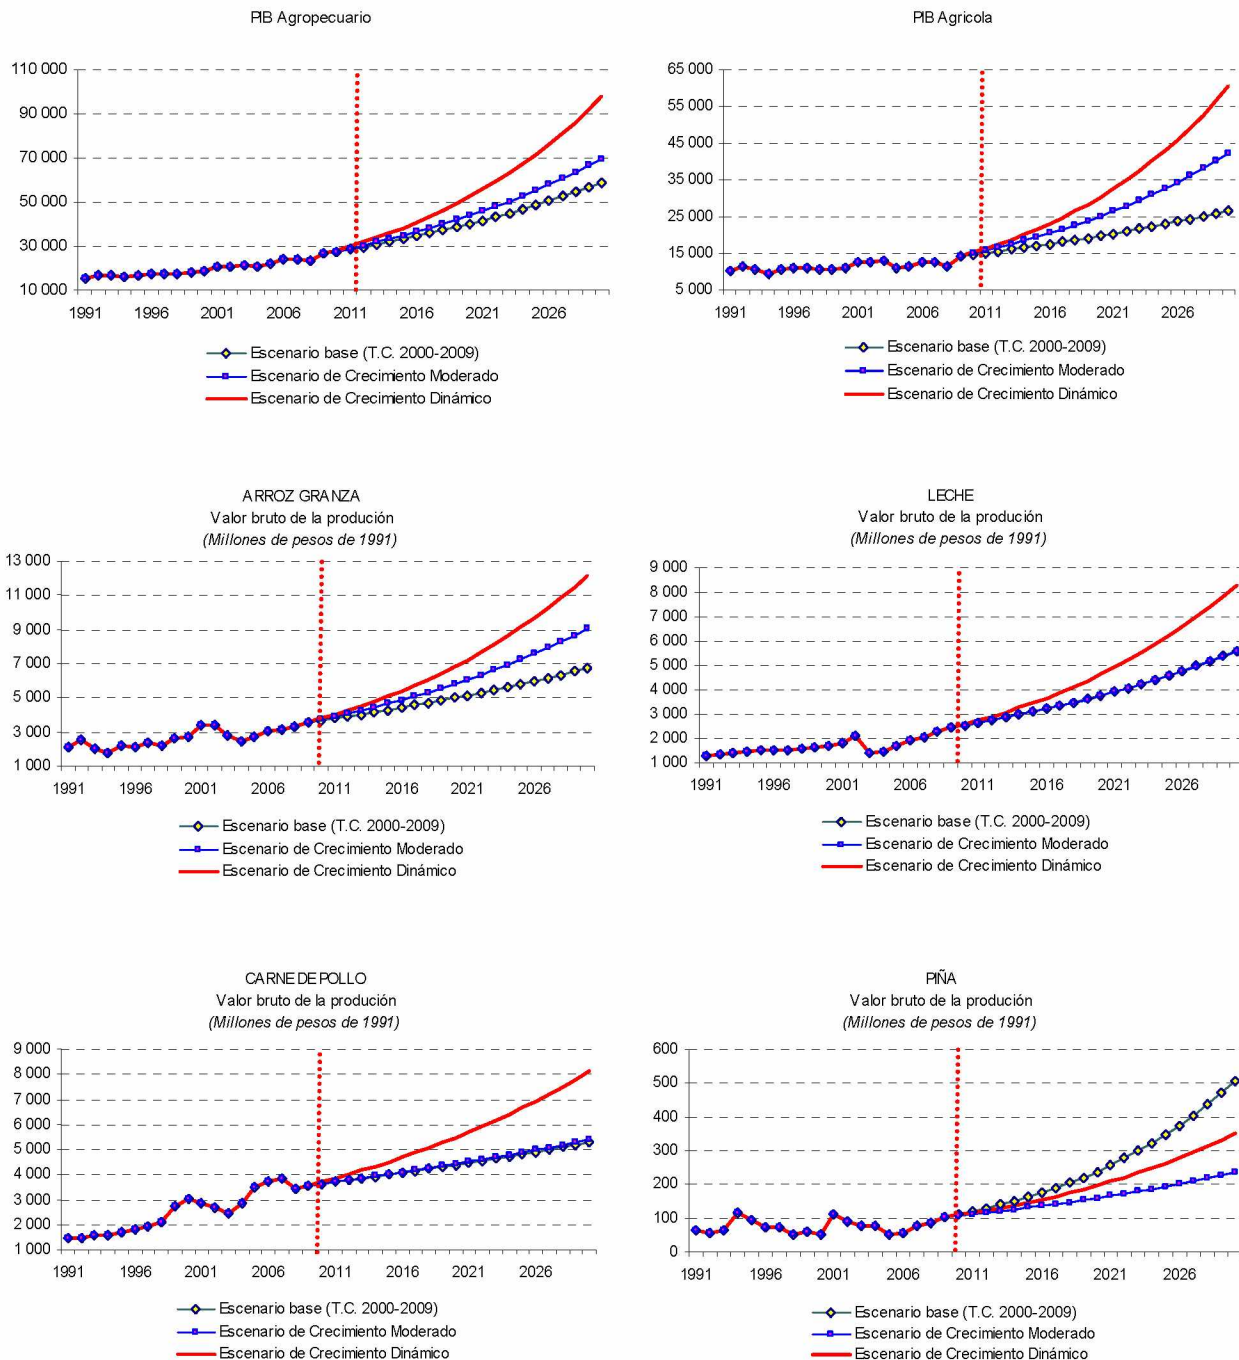 PIB Agropecuario
110 000
90 000
70 000
50 000
30 000
10 000
1991 1996 2001 2006 2011 2016 2021 2026
Escenario base (T.C. 2000-2009)
Escenario de Crecimiento Moderado
Escenario de Crecimiento Dinámico
PIB Agricola
65 000
55 000
45 000
35 000
25 000
15 000
5 000
1991 1996 2001 2006 2011 2016 2021 2026
Escenario base (T.C. 2000-2009)
Escenario de Crecimiento Moderado
Escenario de Crecimiento Dinámico
ARROZ GRANZA
Valor bruto de la produción
(Millones de pesos de 1991)
13 000
11 000
9 000
7 000
5 000
3 000
1 000
1991 1996 2001 2006 2011 2016 2021 2026
Escenario base (T.C. 2000-2009)
Escenario de Crecimiento Moderado
Escenario de Crecimiento Dinámico
LECHE
Valor bruto de la produción
(Millones de pesos de 1991)
9 000
8 000
7 000
6 000
5 000
4 000
3 000
2 000
1 000
1991 1996 2001 2006 2011 2016 2021 2026
Escenario base (T.C. 2000-2009)
Escenario de Crecimiento Moderado
Escenario de Crecimiento Dinámico
CARNE DE POLLO
Valor bruto de la produción
(Millones de pesos de 1991)
9 000
8 000
7 000
6 000
5 000
4 000
3 000
2 000
1 000
1991 1996 2001 2006 2011 2016 2021 2026
Escenario base (T.C. 2000-2009)
Escenario de Crecimiento Moderado
Escenario de Crecimiento Dinámico
PIÑA
Valor bruto de la produción
(Millones de pesos de 1991)
600
500
400
300
200
100
0
1991 1996 2001 2006 2011 2016 2021 2026
Escenario base (T.C. 2000-2009)
Escenario de Crecimiento Moderado
Escenario de Crecimiento Dinámico